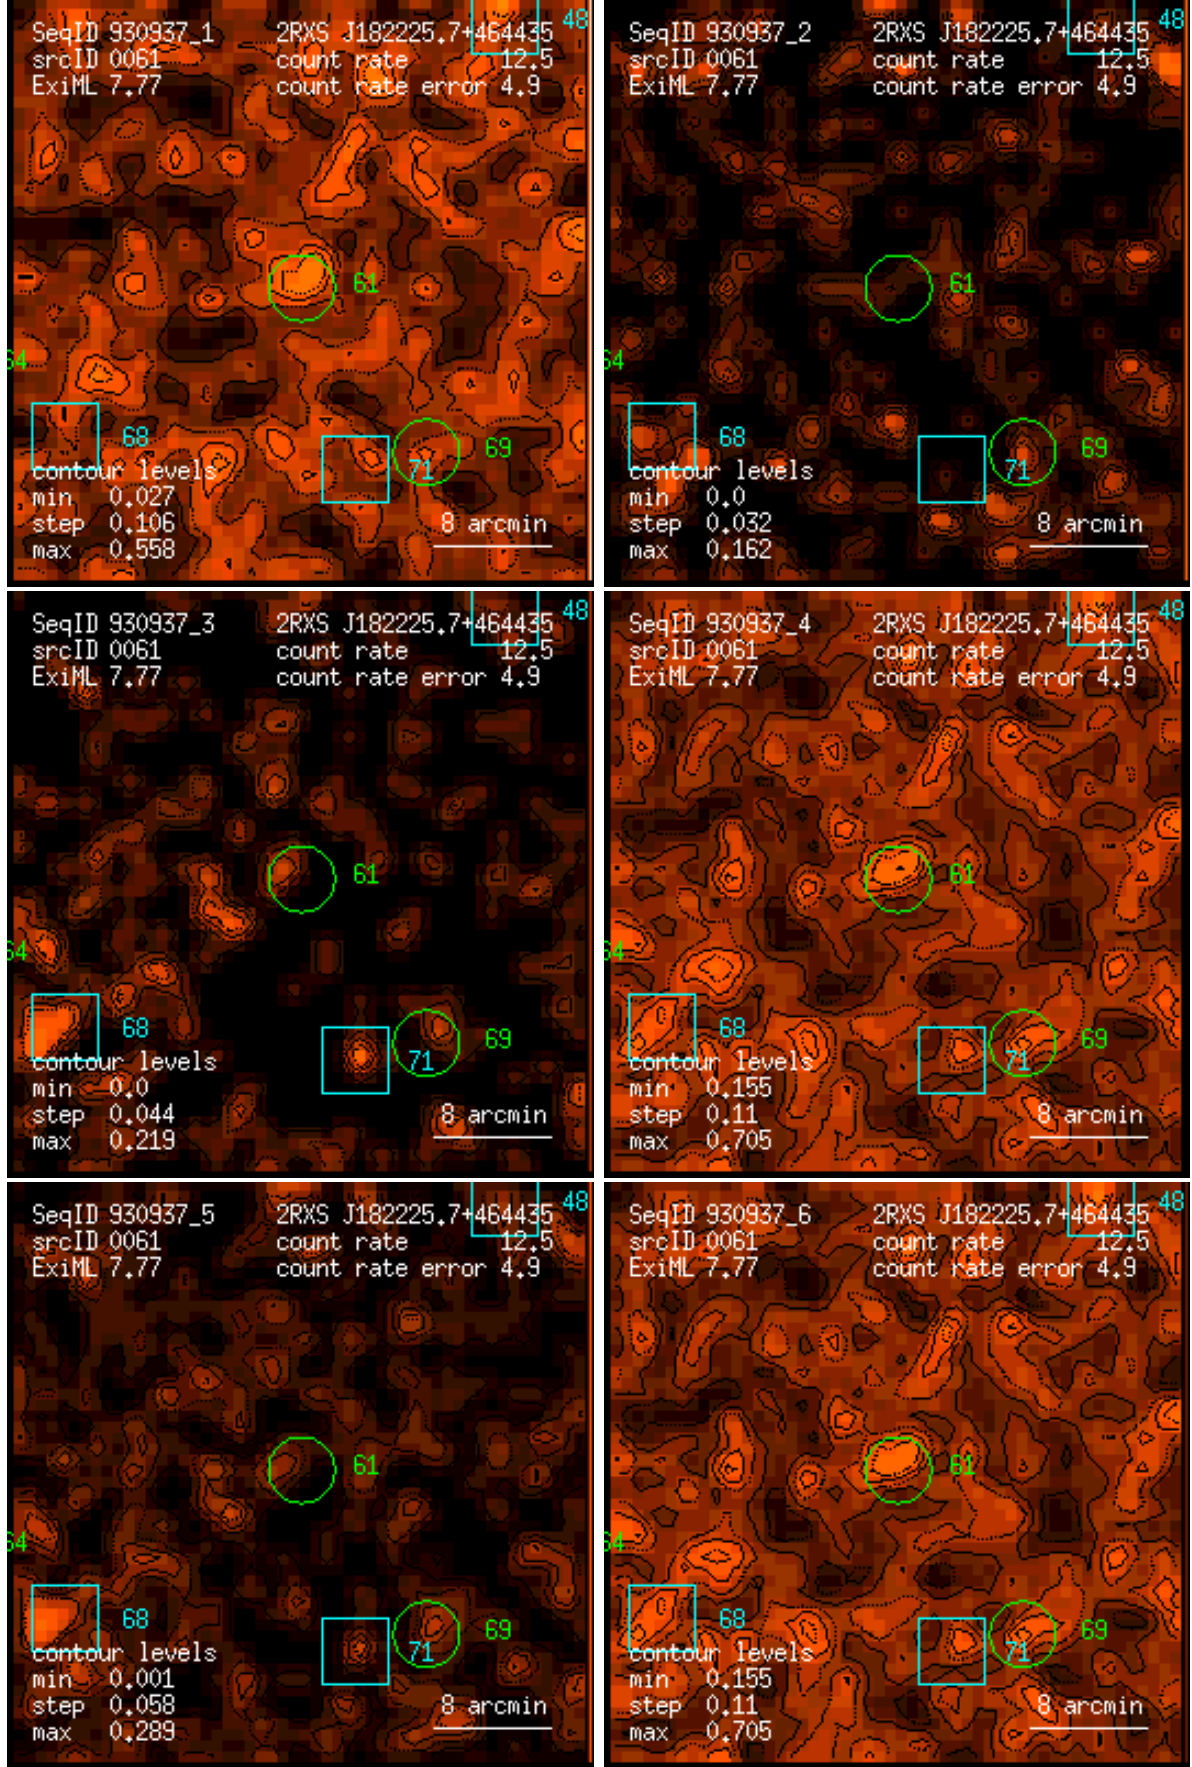 SeqID 930937_1 2RXS J182225.7+464435 48
srcID 0061 count rate 12.5
ExiML 7.77 count rate error 4.9
61
64
68
69
71
contour levels
min 0.027
step 0.106
max 0.558
8 arcmin
SeqID 930937_2 2RXS J182225.7+464435 48
srcID 0061 count rate 12.5
ExiML 7.77 count rate error 4.9
61
64
68
69
71
contour levels
min 0.0
step 0.032
max 0.162
8 arcmin
SeqID 930937_3 2RXS J182225.7+464435 48
srcID 0061 count rate 12.5
ExiML 7.77 count rate error 4.9
61
64
68
69
71
contour levels
min 0.0
step 0.044
max 0.219
8 arcmin
SeqID 930937_4 2RXS J182225.7+464435 48
srcID 0061 count rate 12.5
ExiML 7.77 count rate error 4.9
61
64
68
69
71
contour levels
min 0.155
step 0.11
max 0.705
8 arcmin
SeqID 930937_5 2RXS J182225.7+464435 48
srcID 0061 count rate 12.5
ExiML 7.77 count rate error 4.9
61
64
68
69
71
contour levels
min 0.001
step 0.058
max 0.289
8 arcmin
SeqID 930937_6 2RXS J182225.7+464435 48
srcID 0061 count rate 12.5
ExiML 7.77 count rate error 4.9
61
64
68
69
71
contour levels
min 0.155
step 0.11
max 0.705
8 arcmin